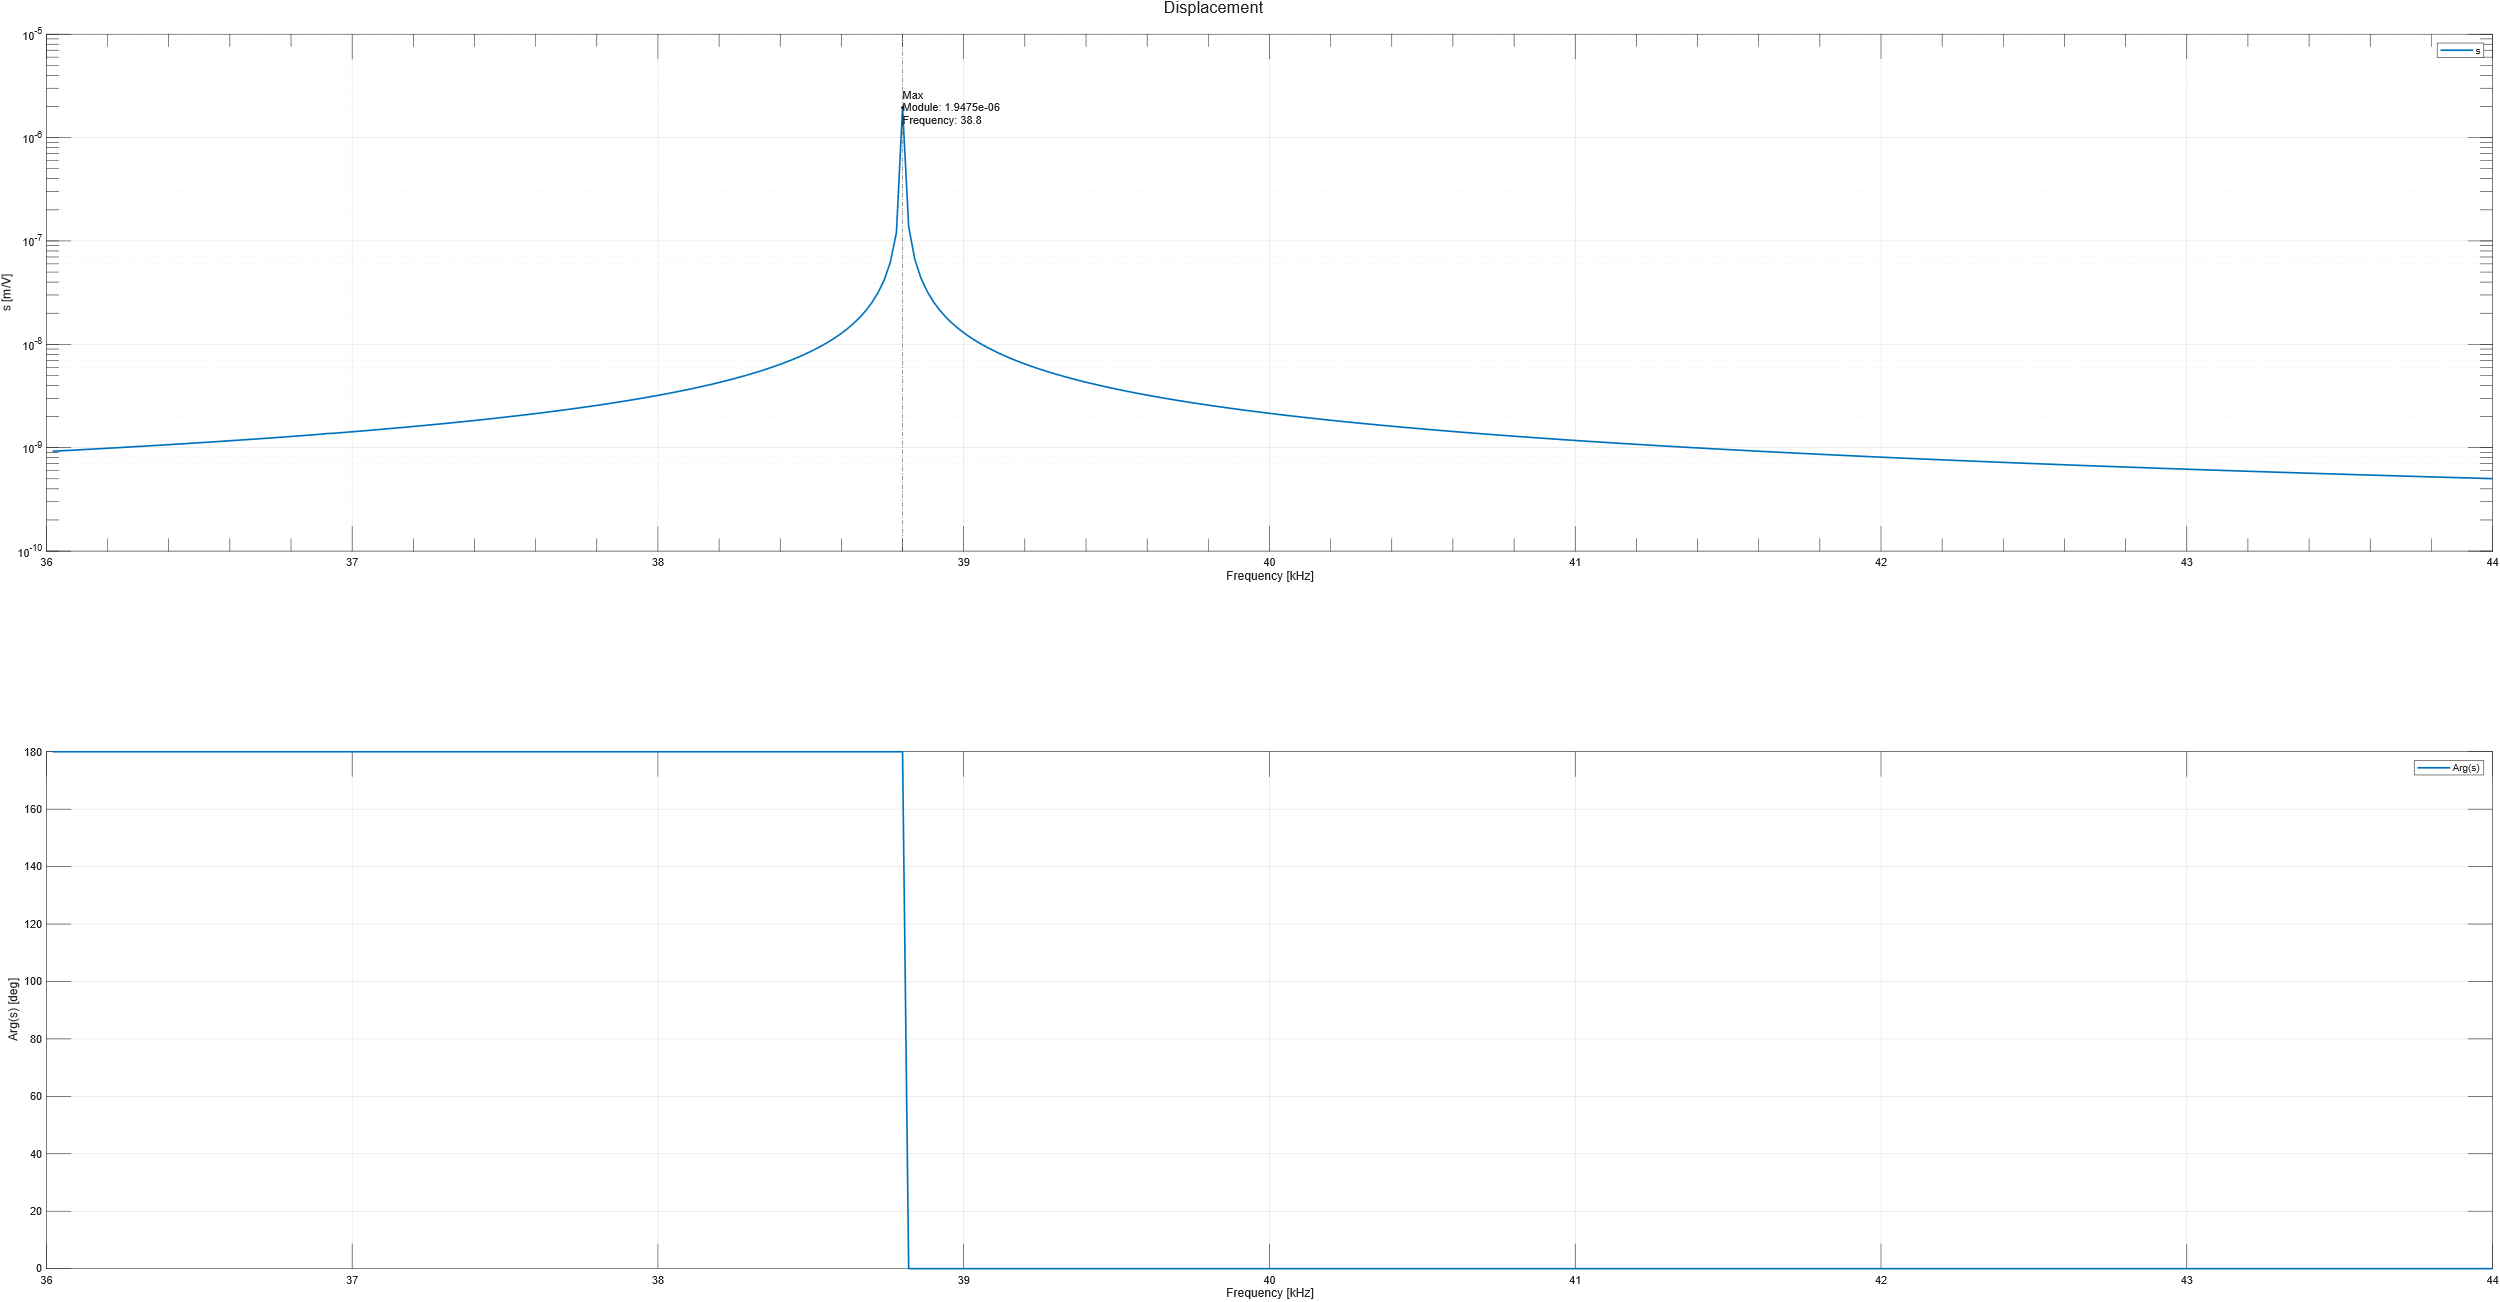 Displacement
10^-5
s
Max
Module: 1.9475e-06
Frequency: 38.8
10^-6
10^-7
s [m/V]
10^-8
10^-9
10^-10
36 37 38 39 40 41 42 43 44
Frequency [kHz]
180
Arg(s)
160
140
120
100
Arg(s) [deg]
80
60
40
20
0
36 37 38 39 40 41 42 43 44
Frequency [kHz]